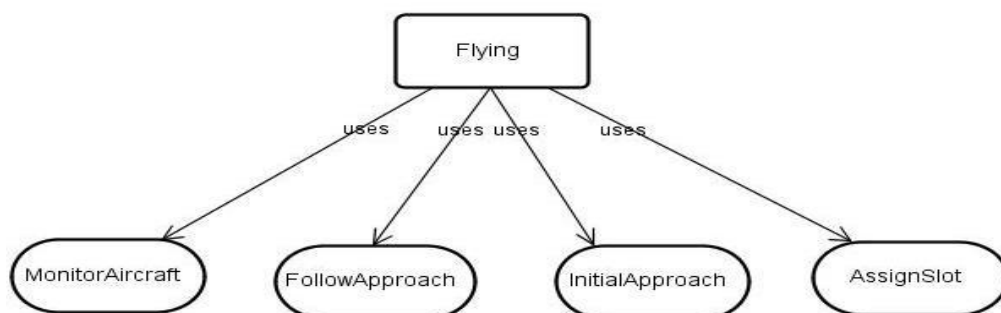 Flying
uses uses uses uses
MonitorAircraft FollowApproach InitialApproach AssignSlot